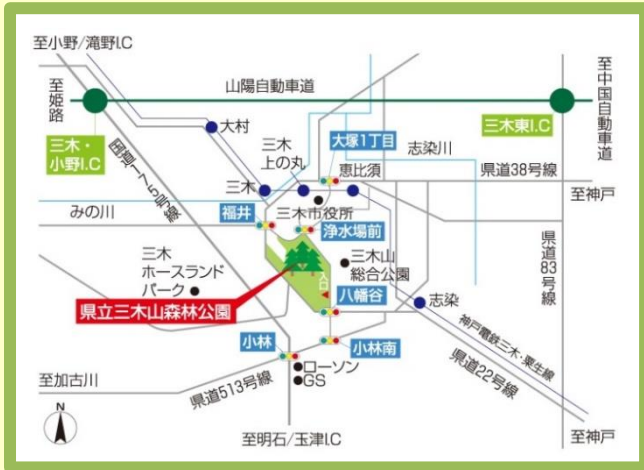 至小野/滝野I.C
山陽自動車道
至姫路
至中国自動車道
三木・
小野I.C
大村
三木
上の丸
大塚1丁目
志染川
三木東I.C
国道175号線
恵比須
県道38号線
三木
至神戸
みの川
福井
三木市役所
浄水場前
三木
ホースランド
パーク
三木山
総合公園
県道83号線
入口
県立三木山森林公園
八幡谷
志染
神戸電鉄三木・粟生線
小林
小林南
県道22号線
ローソン
GS
至加古川
県道513号線
N
至明石/玉津I.C
至神戸